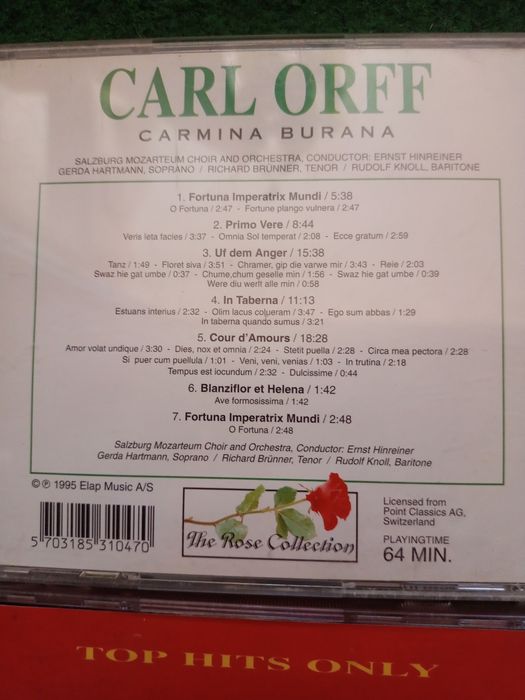 CARL ORFF
CARMINA BURANA
SALZBURG MOZARTEUM CHOIR AND ORCHESTRA, CONDUCTOR: ERNST HINREINER
GERDA HARTMANN, SOPRANO / RICHARD BRÜNNER, TENOR / RUDOLF KNOLL, BARITONE
1. Fortuna Imperatrix Mundi / 5:38
O Fortuna / 2:47 - Fortune plango vulnera / 2:47
2. Primo Vere / 8:44
Veris leta facies / 3:37 - Omnia Sol temperat / 2:08 - Ecce gratum / 2:59
3. Uf dem Anger / 15:38
Tanz / 1:49 - Floret siva / 3:51 - Chramer, gip die varwe mir / 3:43 - Reie / 2:03
Swaz hie gat umbe / 0:37 - Chume,chum geselle min / 1:56 - Swaz hie gat umbe / 0:39
Were diu werlt alle min / 0:58
4. In Taberna / 11:13
Estuans interius / 2:32 - Olim lacus colueram / 3:47 - Ego sum abbas / 1:29
In taberna quando sumus / 3:21
5. Cour d'Amours / 18:28
Amor volat undique / 3:30 - Dies, nox et omnia / 2:24 - Stetit puella / 2:28 - Circa mea pectora / 2:28
Si puer cum puellula / 1:01 - Veni, veni, venias / 1:03 - In trutina / 2:18
Tempus est iocundum / 2:32 - Dulcissime / 0:44
6. Blanziflor et Helena / 1:42
Ave formosissima / 1:42
7. Fortuna Imperatrix Mundi / 2:48
O Fortuna / 2:48
Salzburg Mozarteum Choir and Orchestra, Conductor: Ernst Hinreiner
Gerda Hartmann, Soprano / Richard Brünner, Tenor / Rudolf Knoll, Baritone
© ℗ 1995 Elap Music A/S
5 703185 310470
The Rose Collection
Licensed from
Point Classics AG,
Switzerland
PLAYINGTIME
64 MIN.
TOP HITS ONLY